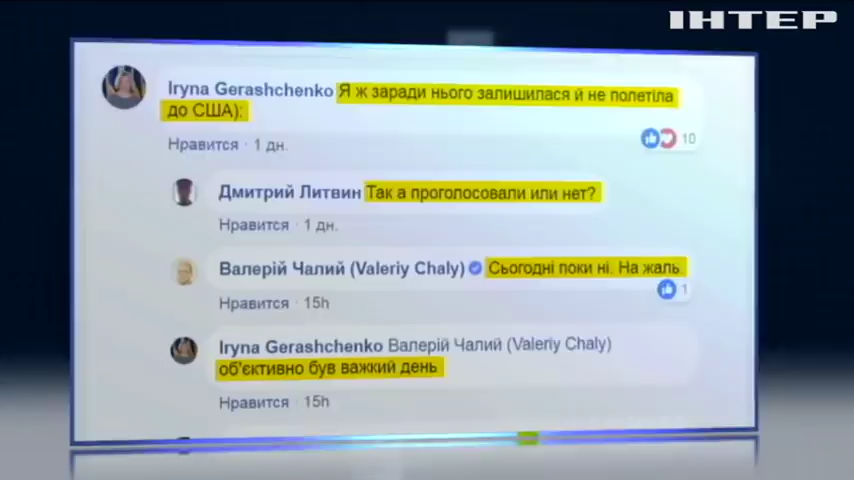 ІНТЕР
Iryna Gerashchenko Я ж заради нього залишилася й не полетіла
до США):
Нравится · 1 дн.
10
Дмитрий Литвин Так а проголосовали или нет?
Нравится · 1 дн.
Валерій Чалий (Valeriy Chaly) Сьогодні поки ні. На жаль.
1
Нравится · 15h
Iryna Gerashchenko Валерій Чалий (Valeriy Chaly)
об'єктивно був важкий день
Нравится · 15h